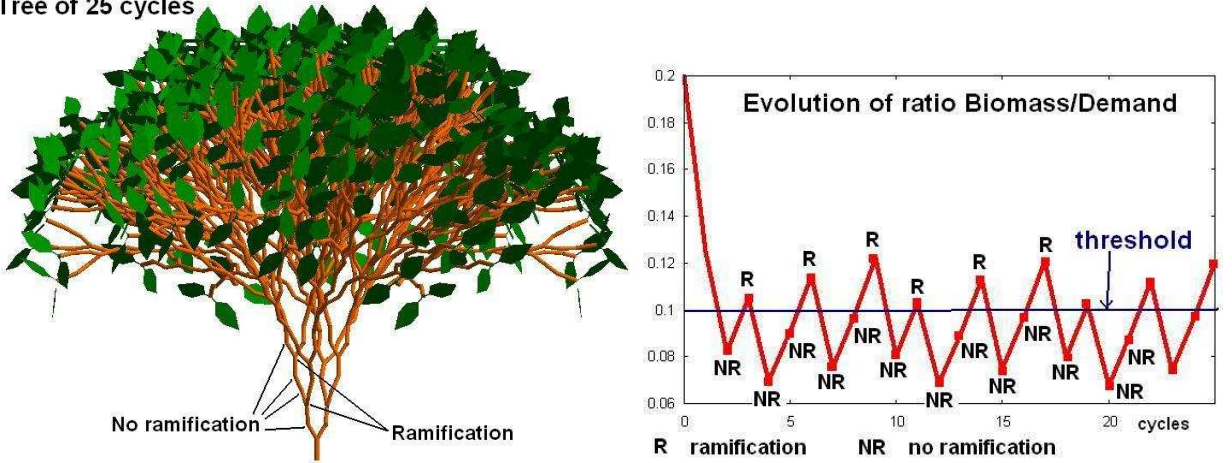 Tree of 25 cycles
No ramification
Ramification
Evolution of ratio Biomass/Demand
0.2
0.18
0.16
0.14
0.12
0.1
0.08
0.06
threshold
R
R
R
R
R
R
NR
NR
NR
NR
NR
NR
NR
NR
NR
NR
NR
NR
0
5
10
15
20
cycles
R ramification NR no ramification